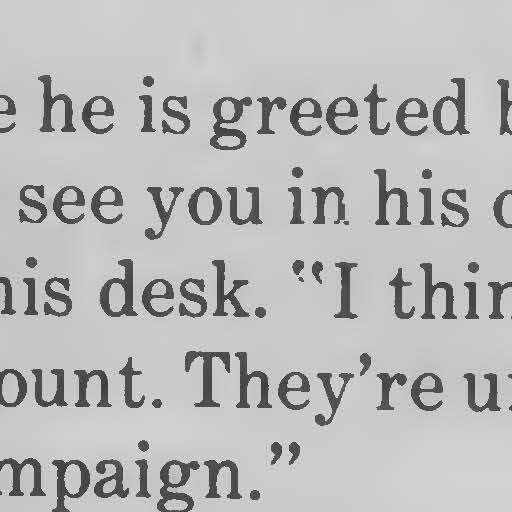 he is greeted
see you in his
his desk. “I thin
ount. They’re u
mpaign.”